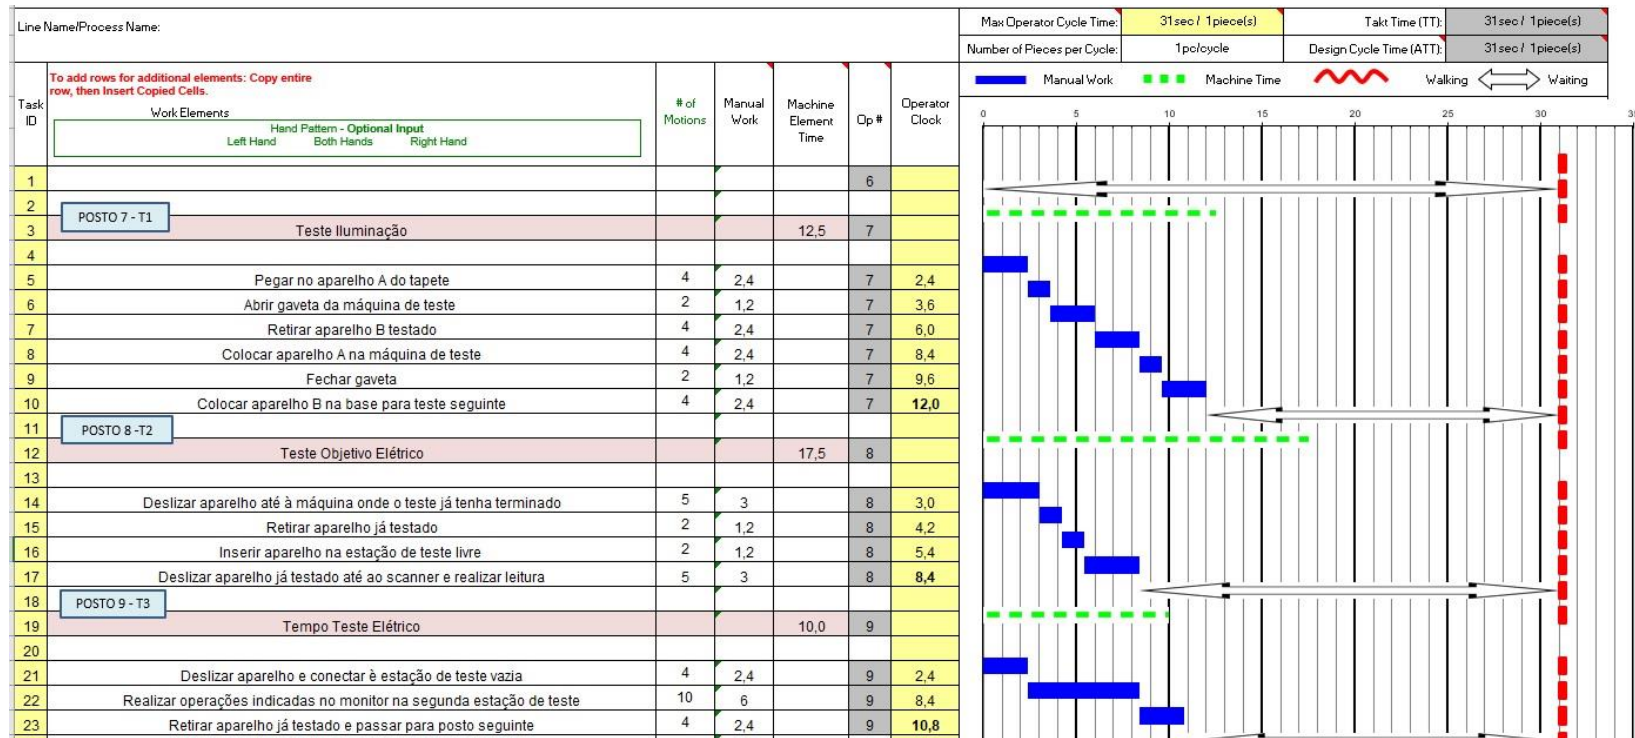 Line Name/Process Name:
Max Operator Cycle Time: 31sec / 1piece(s) Takt Time (TT): 31sec / 1piece(s)
Number of Pieces per Cycle: 1pc/cycle Design Cycle Time (ATT): 31sec / 1piece(s)
To add rows for additional elements: Copy entire
row, then Insert Copied Cells.
Manual Work Machine Time Walking Waiting
Task ID Work Elements # of Motions Manual Work Machine Element Time Op # Operator Clock
Hand Pattern - Optional Input
Left Hand Both Hands Right Hand
0 5 10 15 20 25 30 35
1 6
2
POSTO 7 - T1
3 Teste Iluminação 12,5 7
4
5 Pegar no aparelho A do tapete 4 2,4 7 2,4
6 Abrir gaveta da máquina de teste 2 1,2 7 3,6
7 Retirar aparelho B testado 4 2,4 7 6,0
8 Colocar aparelho A na máquina de teste 4 2,4 7 8,4
9 Fechar gaveta 2 1,2 7 9,6
10 Colocar aparelho B na base para teste seguinte 4 2,4 7 12,0
11
POSTO 8 -T2
12 Teste Objetivo Elétrico 17,5 8
13
14 Deslizar aparelho até à máquina onde o teste já tenha terminado 5 3 8 3,0
15 Retirar aparelho já testado 2 1,2 8 4,2
16 Inserir aparelho na estação de teste livre 2 1,2 8 5,4
17 Deslizar aparelho já testado até ao scanner e realizar leitura 5 3 8 8,4
18
POSTO 9 - T3
19 Tempo Teste Elétrico 10,0 9
20
21 Deslizar aparelho e conectar è estação de teste vazia 4 2,4 9 2,4
22 Realizar operações indicadas no monitor na segunda estação de teste 10 6 9 8,4
23 Retirar aparelho já testado e passar para posto seguinte 4 2,4 9 10,8